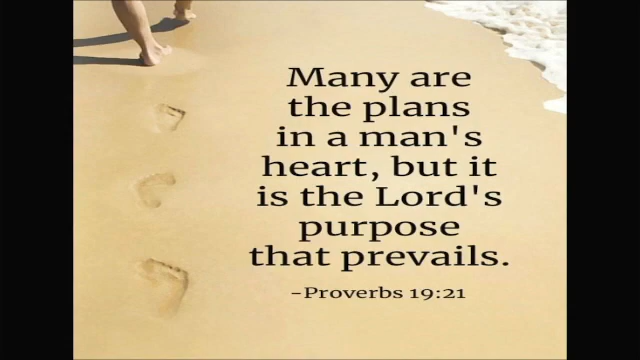 Many are
the plans
in a man's
heart, but it
is the Lord's
purpose
that prevails.
-Proverbs 19:21